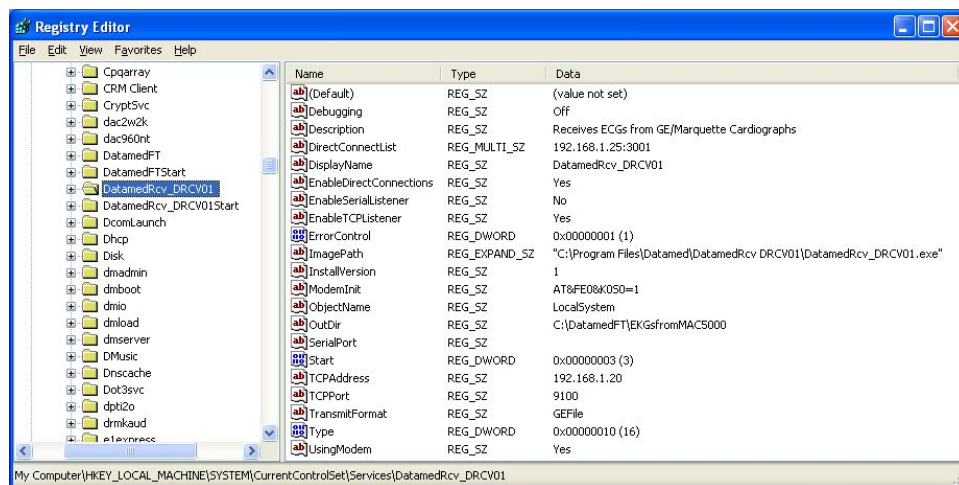 Registry Editor
File Edit View Favorites Help
Cpqarray
CRM Client
CryptSvc
dac2w2k
dac960nt
DatamedFT
DatamedFTStart
DatamedRcv_DRCV01
DatamedRcv_DRCV01Start
DcomLaunch
Dhcp
Disk
dmadmin
dmboot
dmio
dmload
dmserver
DMusic
Dnscache
Dot3svc
dpti2o
drmkaud
e1express
Name Type Data
(Default) REG_SZ (value not set)
Debugging REG_SZ Off
Description REG_SZ Receives ECGs from GE/Marquette Cardiographs
DirectConnectList REG_MULTI_SZ 192.168.1.25:3001
DisplayName REG_SZ DatamedRcv_DRCV01
EnableDirectConnections REG_SZ Yes
EnableSerialListener REG_SZ No
EnableTCPListener REG_SZ Yes
ErrorControl REG_DWORD 0x00000001 (1)
ImagePath REG_EXPAND_SZ "C:\Program Files\Datamed\DatamedRcv DRCV01\DatamedRcv_DRCV01.exe"
InstallVersion REG_SZ 1
ModemInit REG_SZ AT&FE0&K0S0=1
ObjectName REG_SZ LocalSystem
OutDir REG_SZ C:\DatamedFT\EKGsfromMAC5000
SerialPort REG_SZ
Start REG_DWORD 0x00000003 (3)
TCPAddress REG_SZ 192.168.1.20
TCPPort REG_SZ 9100
TransmitFormat REG_SZ GEFile
Type REG_DWORD 0x00000010 (16)
UsingModem REG_SZ Yes
My Computer\HKEY_LOCAL_MACHINE\SYSTEM\CurrentControlSet\Services\DatamedRcv_DRCV01